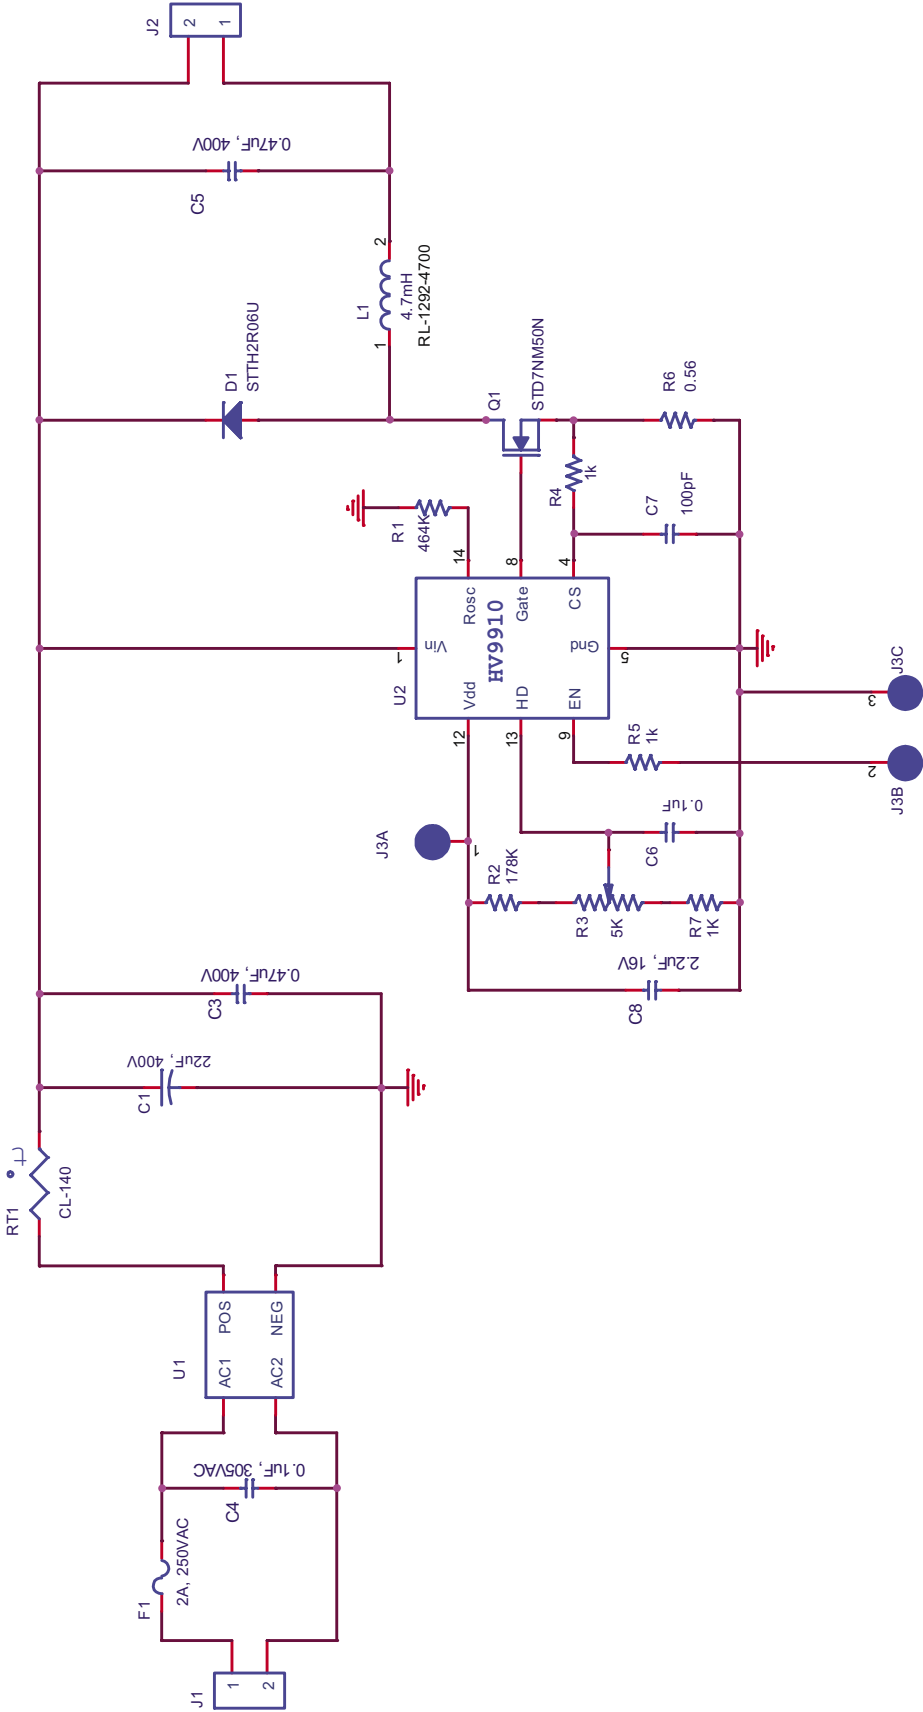 J2
2
1
0.47uF, 400V
C5
D1
STTH2R06U
L1
4.7mH
RL-1292-4700
1
2
Q1
STD7NM50N
R6
0.56
R4
1k
C7
100pF
R1
464K
14
8
4
Rosc
Gate
CS
1
Vin
HV9910
Gnd
5
U2
Vdd
HD
EN
12
13
9
R5
1k
J3C
3
J3B
2
J3A
1
R2
178K
R3
5K
R7
1K
C6
0.1uF
C8
2.2uF, 16V
C3
0.47uF, 400V
C1
22uF, 400V
RT1
CL-140
t
U1
POS
NEG
AC1
AC2
C4
0.1uF, 305VAC
F1
2A, 250VAC
J1
1
2